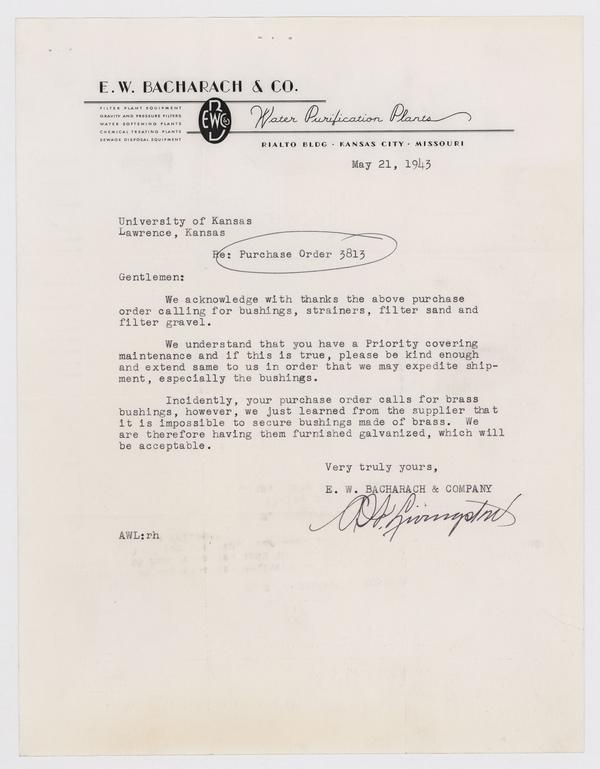 E. W. BACHARACH & CO.
FILTER PLANT EQUIPMENT
GRAVITY AND PRESSURE FILTERS
WATER SOFTENING PLANTS
CHEMICAL TREATING PLANTS
SEWAGE DISPOSAL EQUIPMENT
Water Purification Plants
RIALTO BLDG · KANSAS CITY · MISSOURI
May 21, 1943
University of Kansas
Lawrence, Kansas
Re: Purchase Order 3813
Gentlemen:
We acknowledge with thanks the above purchase
order calling for bushings, strainers, filter sand and
filter gravel.
We understand that you have a Priority covering
maintenance and if this is true, please be kind enough
and extend same to us in order that we may expedite ship-
ment, especially the bushings.
Incidently, your purchase order calls for brass
bushings, however, we just learned from the supplier that
it is impossible to secure bushings made of brass. We
are therefore having them furnished galvanized, which will
be acceptable.
Very truly yours,
E. W. BACHARACH & COMPANY
Livingston
AWL:rh